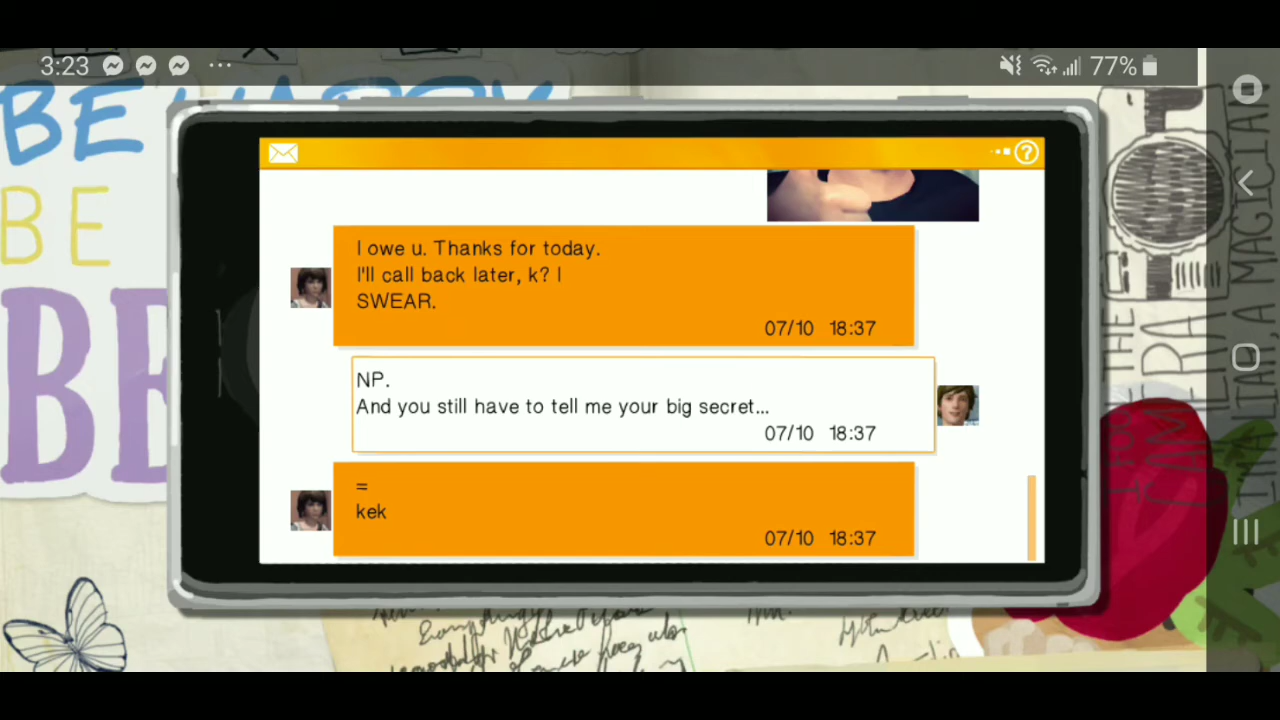 3:23
77%
BE HAPPY
BE
BE
I owe u. Thanks for today.
I'll call back later, k? I
SWEAR.
07/10 18:37
NP.
And you still have to tell me your big secret...
07/10 18:37
=
kek
07/10 18:37
THE